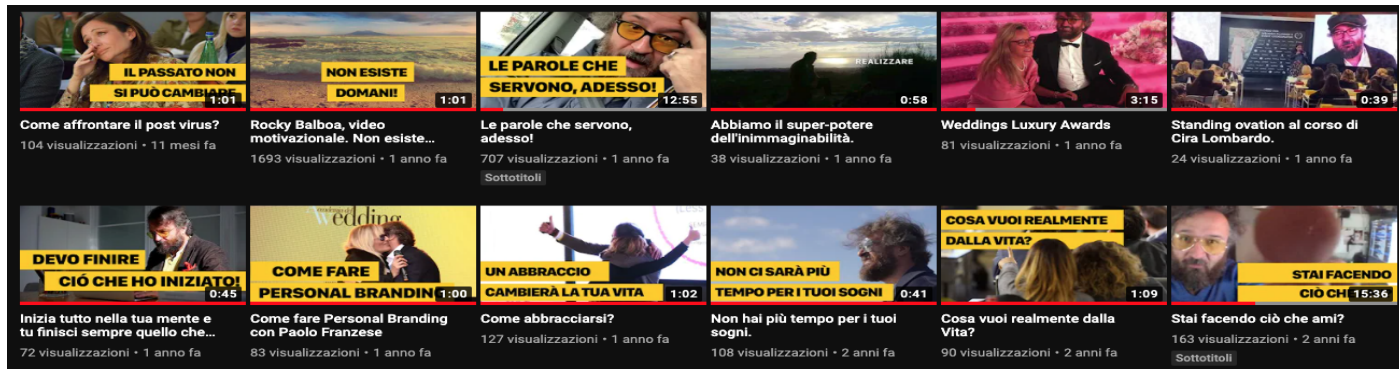 IL PASSATO NON
SI PUÒ CAMBIARE
1:01
NON ESISTE
DOMANI!
1:01
LE PAROLE CHE
SERVONO, ADESSO!
12:55
REALIZZARE
0:58
3:15
0:39
Come affrontare il post virus?
104 visualizzazioni • 11 mesi fa
Rocky Balboa, video
motivazionale. Non esiste...
1693 visualizzazioni • 1 anno fa
Le parole che servono,
adesso!
707 visualizzazioni • 1 anno fa
Sottotitoli
Abbiamo il super-potere
dell'inimmaginabilità.
38 visualizzazioni • 1 anno fa
Weddings Luxury Awards
81 visualizzazioni • 1 anno fa
Standing ovation al corso di
Cira Lombardo.
24 visualizzazioni • 1 anno fa
DEVO FINIRE
CIÓ CHE HO INIZIATO!
0:45
Wedding
COME FARE
PERSONAL BRANDING
1:00
UN ABBRACCIO
CAMBIERÀ LA TUA VITA
1:02
NON CI SARÀ PIÙ
TEMPO PER I TUOI SOGNI
0:41
COSA VUOI REALMENTE
DALLA VITA?
1:09
STAI FACENDO
CIÒ CH
15:36
Inizia tutto nella tua mente e
tu finisci sempre quello che...
72 visualizzazioni • 1 anno fa
Come fare Personal Branding
con Paolo Franzese
83 visualizzazioni • 1 anno fa
Come abbracciarsi?
127 visualizzazioni • 1 anno fa
Non hai più tempo per i tuoi
sogni.
108 visualizzazioni • 2 anni fa
Cosa vuoi realmente dalla
Vita?
90 visualizzazioni • 2 anni fa
Stai facendo ciò che ami?
163 visualizzazioni • 2 anni fa
Sottotitoli